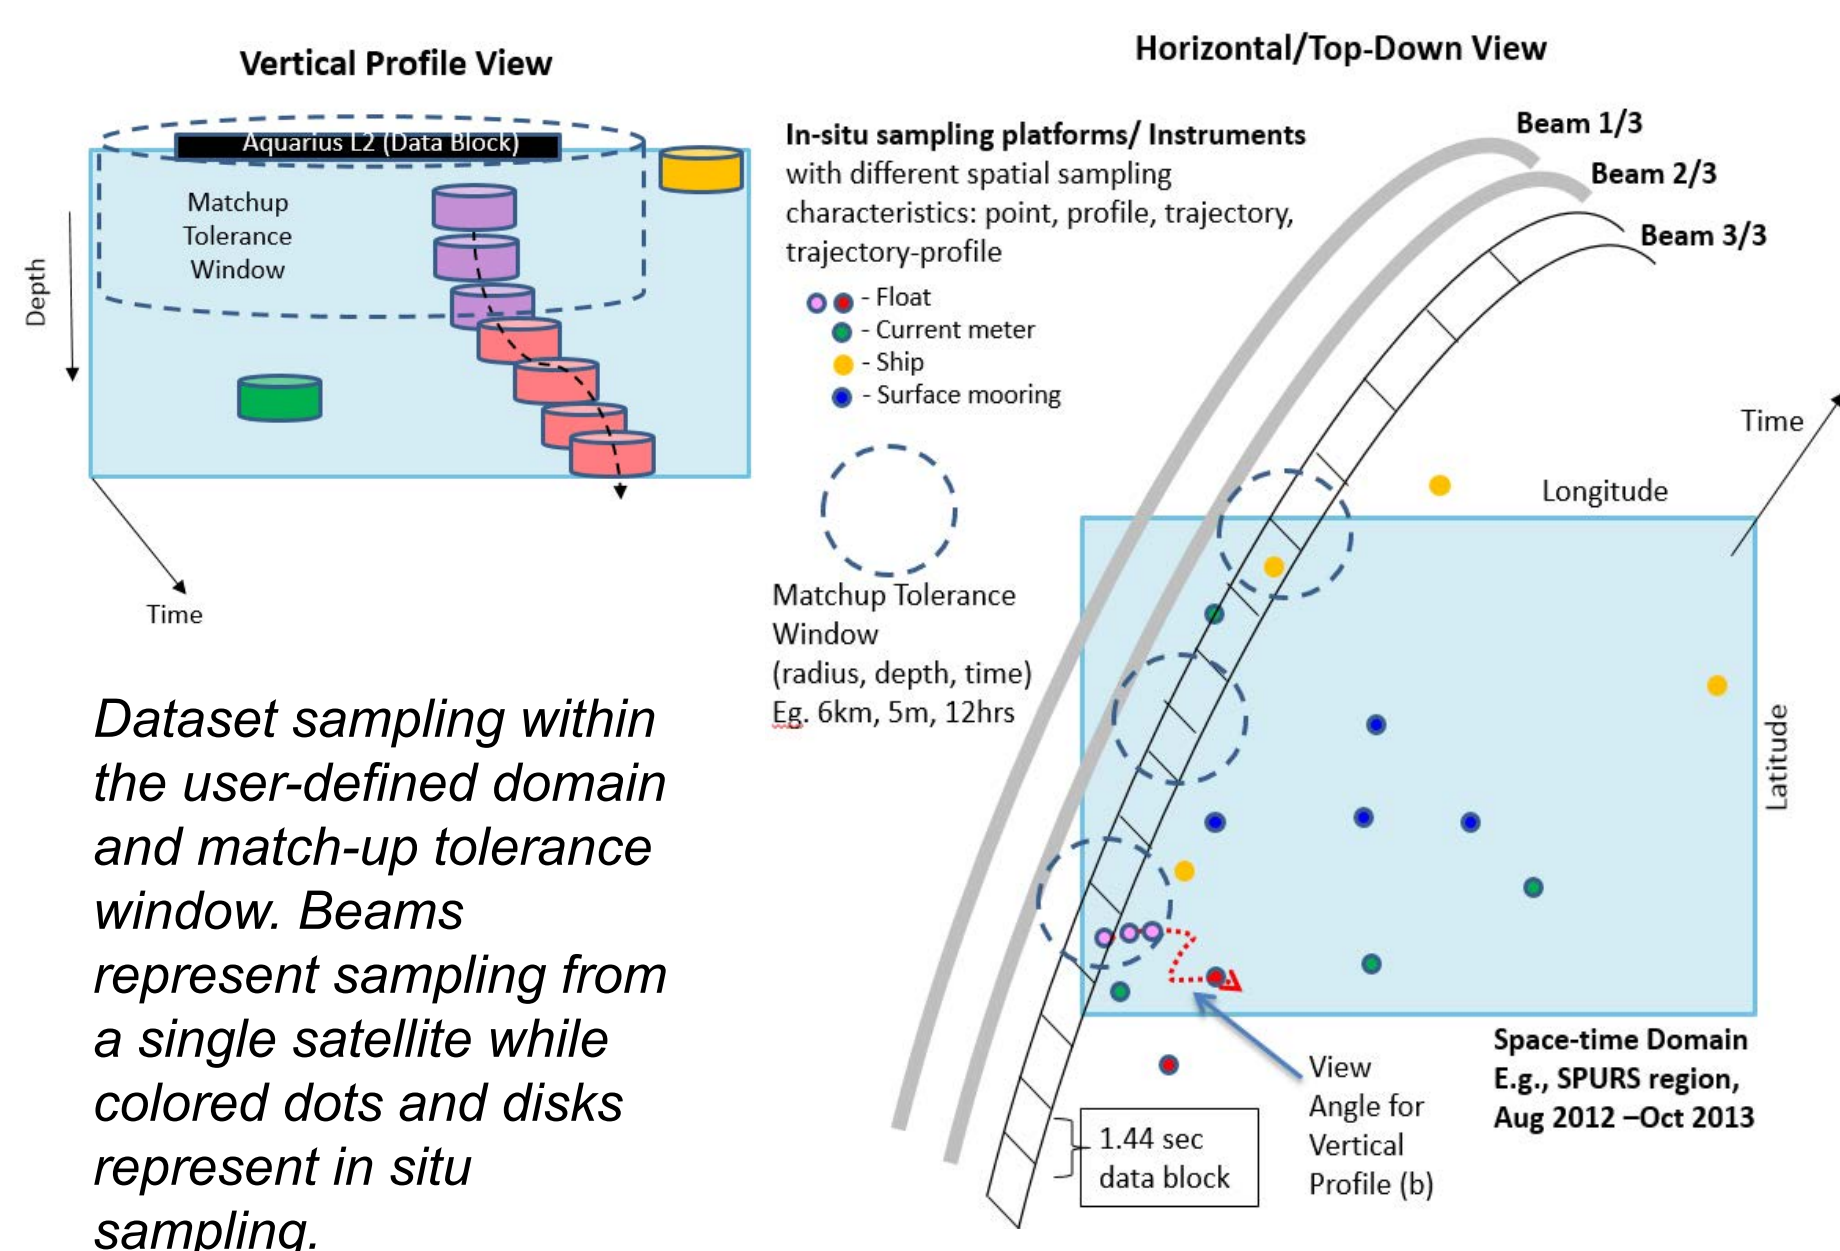 Vertical Profile View
Aquarius L2 (Data Block)
Matchup
Tolerance
Window
Depth
Time
Dataset sampling within
the user-defined domain
and match-up tolerance
window. Beams
represent sampling from
a single satellite while
colored dots and disks
represent in situ
sampling.
Horizontal/Top-Down View
In-situ sampling platforms/ Instruments
with different spatial sampling
characteristics: point, profile, trajectory,
trajectory-profile
- Float
- Current meter
- Ship
- Surface mooring
Matchup Tolerance
Window
(radius, depth, time)
Eg. 6km, 5m, 12hrs
Beam 1/3
Beam 2/3
Beam 3/3
Time
Longitude
Latitude
Space-time Domain
E.g., SPURS region,
Aug 2012 –Oct 2013
View
Angle for
Vertical
Profile (b)
1.44 sec
data block